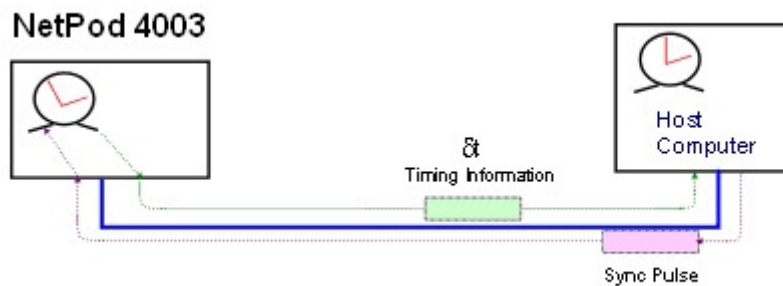 NetPod 4003
Host
Computer
δt
Timing Information
Sync Pulse